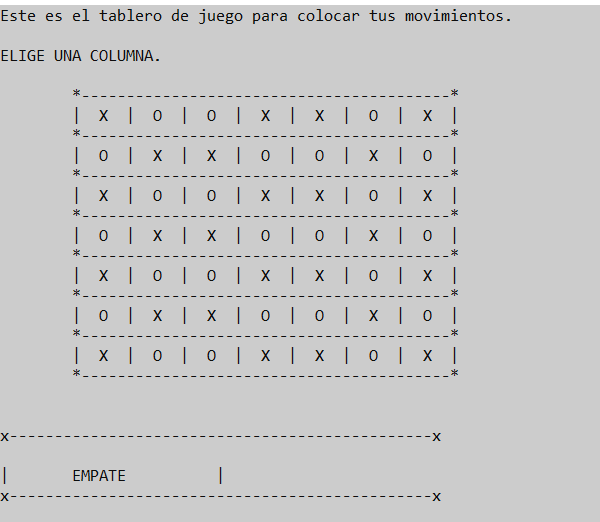 Este es el tablero de juego para colocar tus movimientos.
ELIGE UNA COLUMNA.
*-----------------------------------------*
| X | O | O | X | X | O | X |
*-----------------------------------------*
| O | X | X | O | O | X | O |
*-----------------------------------------*
| X | O | O | X | X | O | X |
*-----------------------------------------*
| O | X | X | O | O | X | O |
*-----------------------------------------*
| X | O | O | X | X | O | X |
*-----------------------------------------*
| O | X | X | O | O | X | O |
*-----------------------------------------*
| X | O | O | X | X | O | X |
*-----------------------------------------*
x-----------------------------------------------x
| EMPATE |
x-----------------------------------------------x